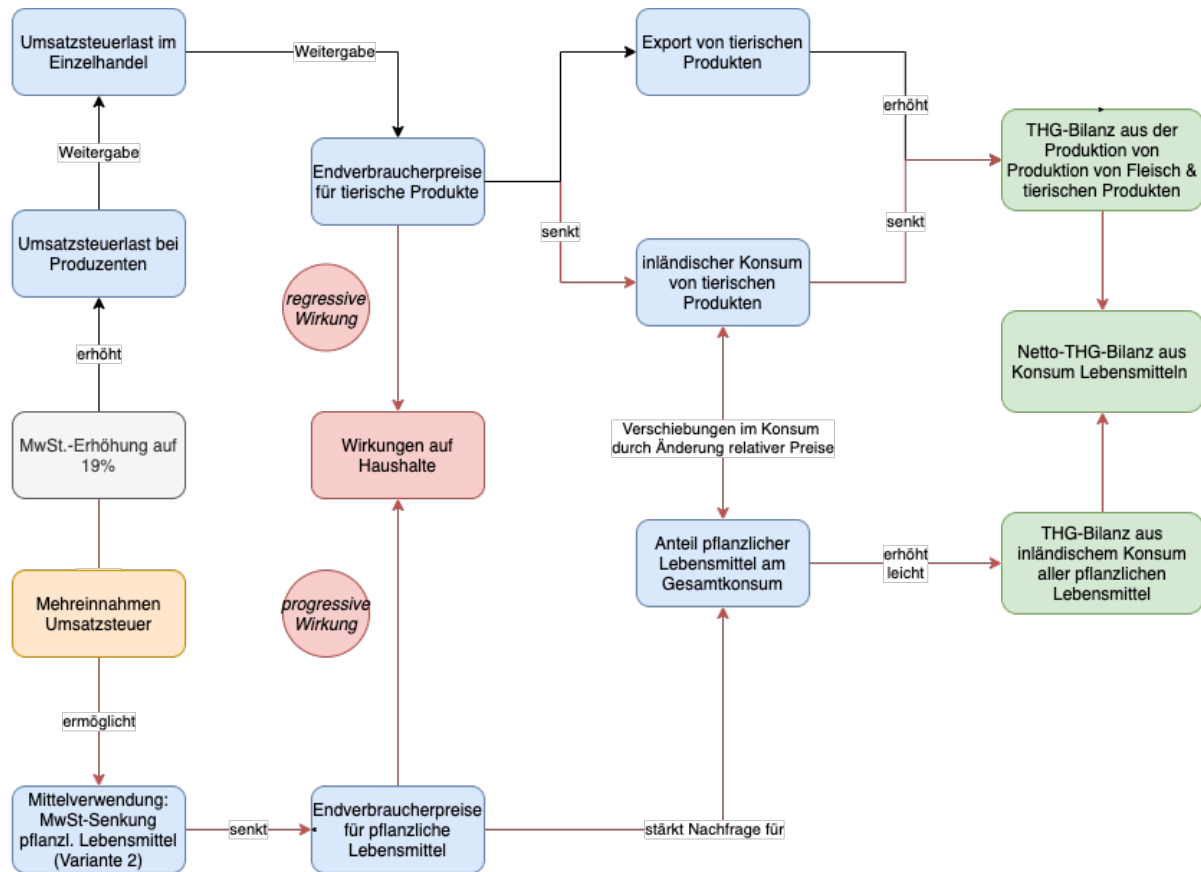 Umsatzsteuerlast im
Einzelhandel
Weitergabe
Export von tierischen
Produkten
erhöht
THG-Bilanz aus der
Produktion von
Produktion von Fleisch &
tierischen Produkten
Weitergabe
Endverbraucherpreise
für tierische Produkte
senkt
senkt
Umsatzsteuerlast bei
Produzenten
inländischer Konsum
von tierischen
Produkten
regressive
Wirkung
erhöht
Netto-THG-Bilanz aus
Konsum Lebensmitteln
MwSt.-Erhöhung auf
19%
Wirkungen auf
Haushalte
Verschiebungen im Konsum
durch Änderung relativer Preise
Anteil pflanzlicher
Lebensmittel am
Gesamtkonsum
erhöht
leicht
THG-Bilanz aus
inländischem Konsum
aller pflanzlichen
Lebensmittel
Mehreinnahmen
Umsatzsteuer
progressive
Wirkung
ermöglicht
Mittelverwendung:
MwSt-Senkung
pflanzl. Lebensmittel
(Variante 2)
senkt
Endverbraucherpreise
für pflanzliche
Lebensmittel
stärkt Nachfrage für